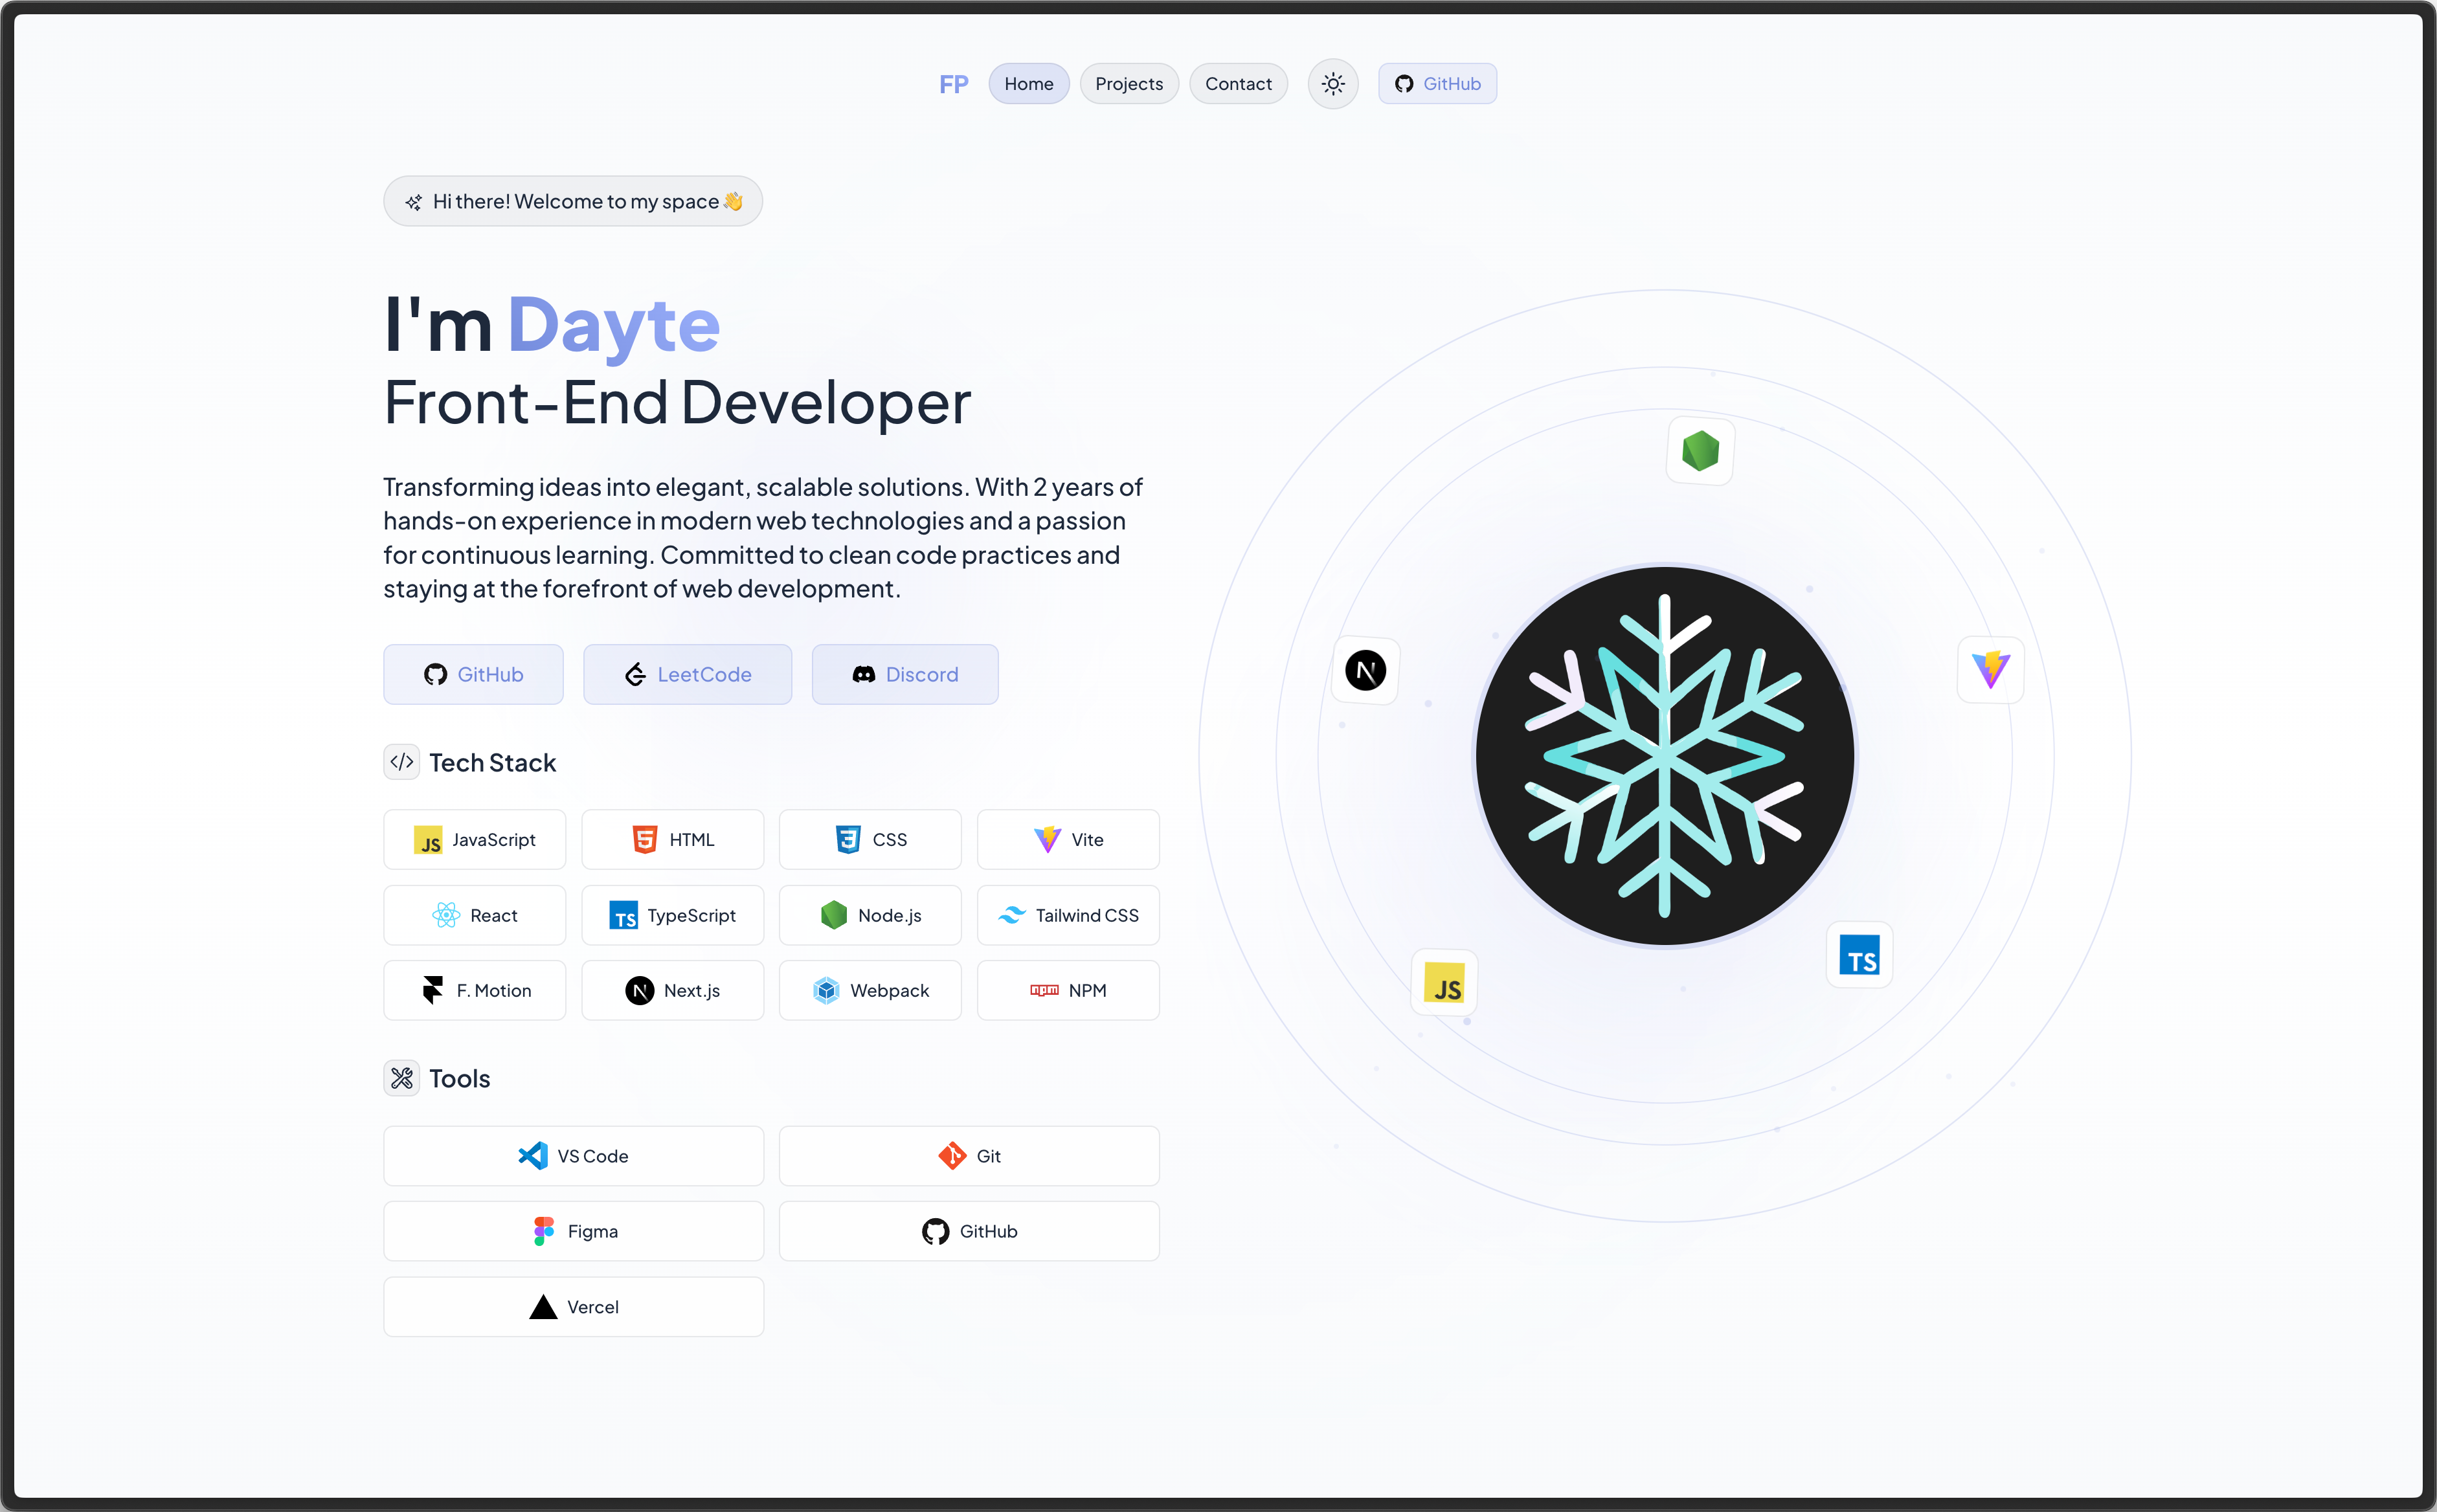 FP Home Projects Contact GitHub
Hi there! Welcome to my space 👋
I'm Dayte
Front-End Developer
Transforming ideas into elegant, scalable solutions. With 2 years of
hands-on experience in modern web technologies and a passion
for continuous learning. Committed to clean code practices and
staying at the forefront of web development.
GitHub LeetCode Discord
</> Tech Stack
JS JavaScript HTML CSS Vite
React TS TypeScript Node.js Tailwind CSS
F. Motion N Next.js Webpack npm NPM
Tools
VS Code Git
Figma GitHub
Vercel
N
JS
TS